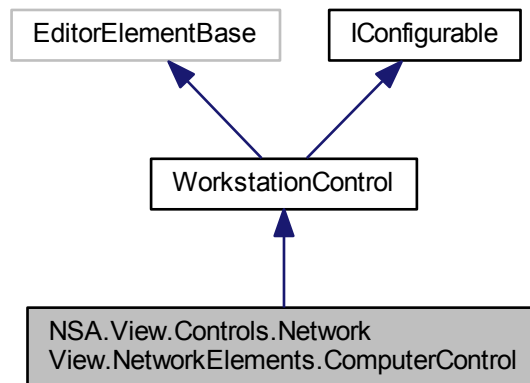 EditorElementBase
IConfigurable
WorkstationControl
NSA.View.Controls.Network
View.NetworkElements.ComputerControl